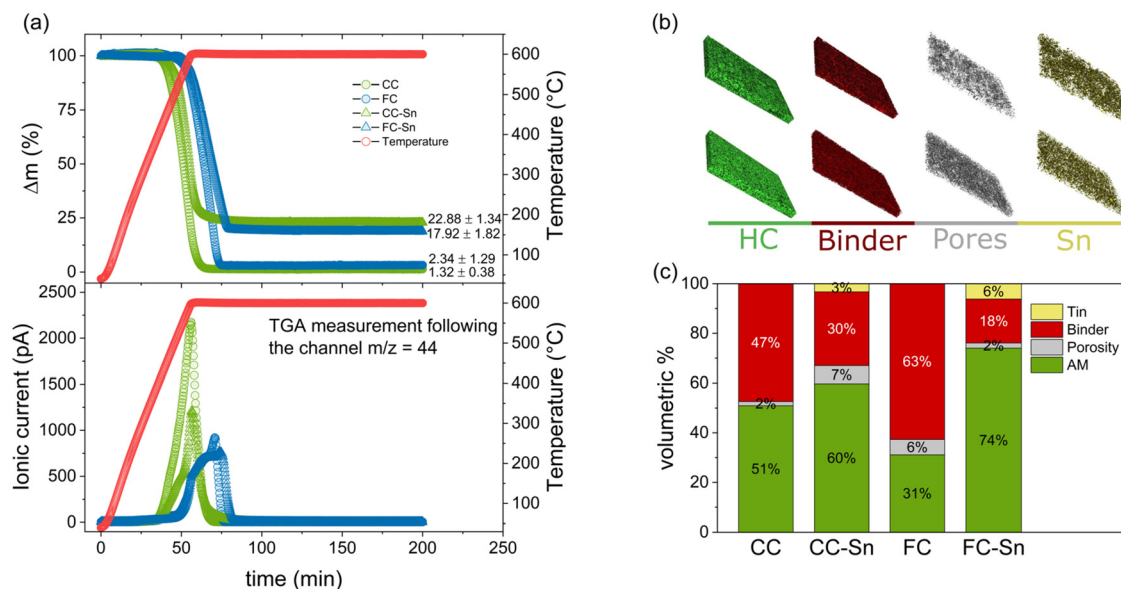 (a)
100
75
50
25
0
Δm (%)
CC
FC
CC-Sn
FC-Sn
Temperature
600
500
400
300
200
100
Temperature (°C)
22.88 ± 1.34
17.92 ± 1.82
2.34 ± 1.29
1.32 ± 0.38
2500
2000
1500
1000
500
0
Ionic current (pA)
TGA measurement following
the channel m/z = 44
600
500
400
300
200
100
Temperature (°C)
0 50 100 150 200 250
time (min)
(b)
HC Binder Pores Sn
(c)
100
80
60
40
20
0
volumetric %
47%
2%
51%
3%
30%
7%
60%
63%
6%
31%
6%
18%
2%
74%
Tin
Binder
Porosity
AM
CC CC-Sn FC FC-Sn